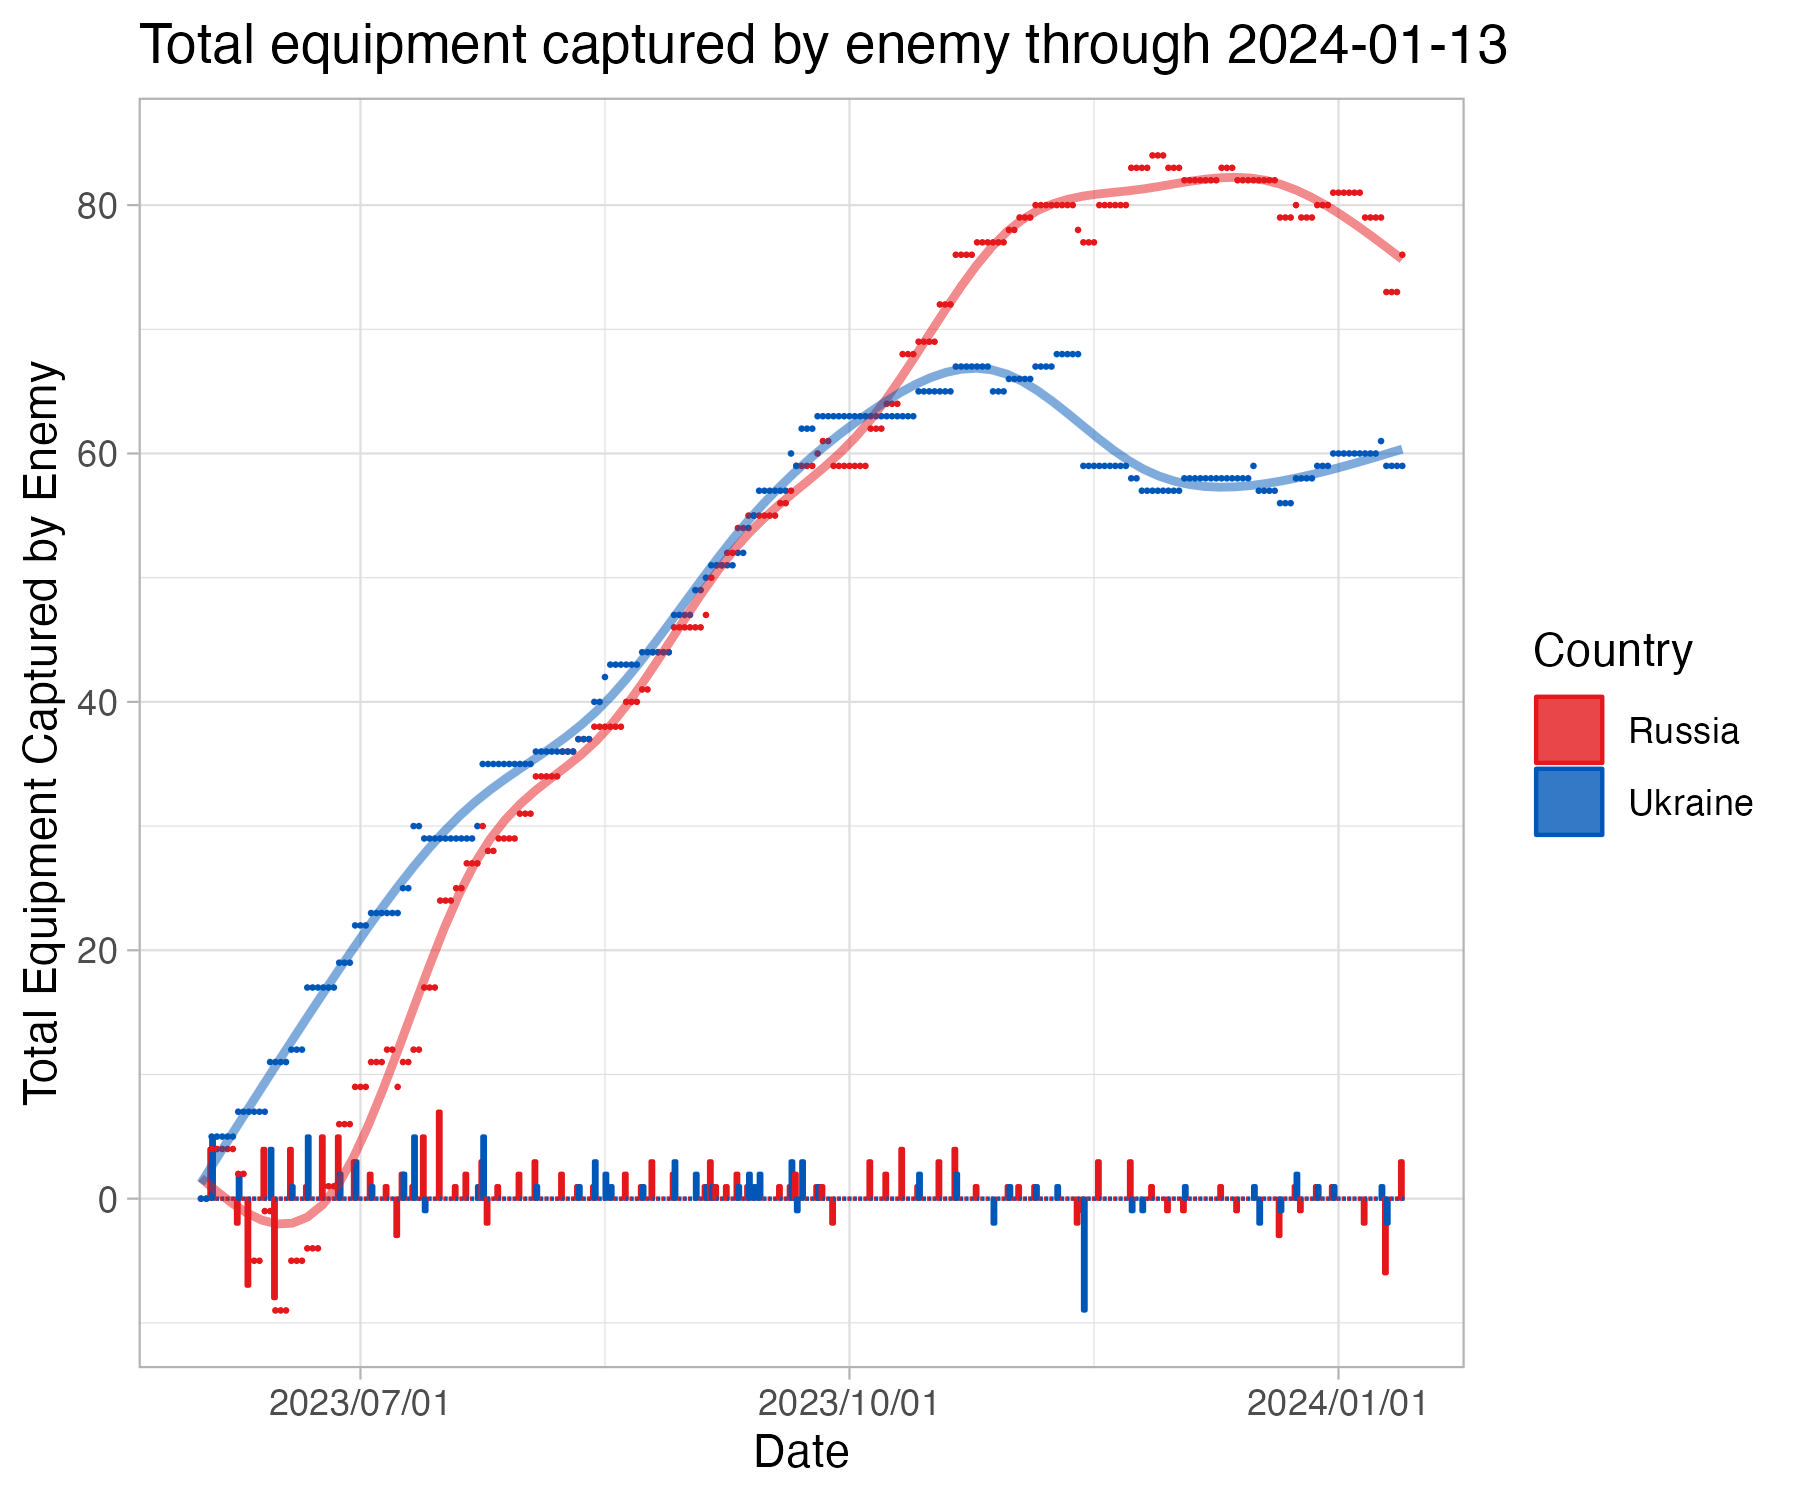 Total equipment captured by enemy through 2024-01-13
Total Equipment Captured by Enemy
80
60
40
20
0
2023/07/01
2023/10/01
2024/01/01
Date
Country
Russia
Ukraine